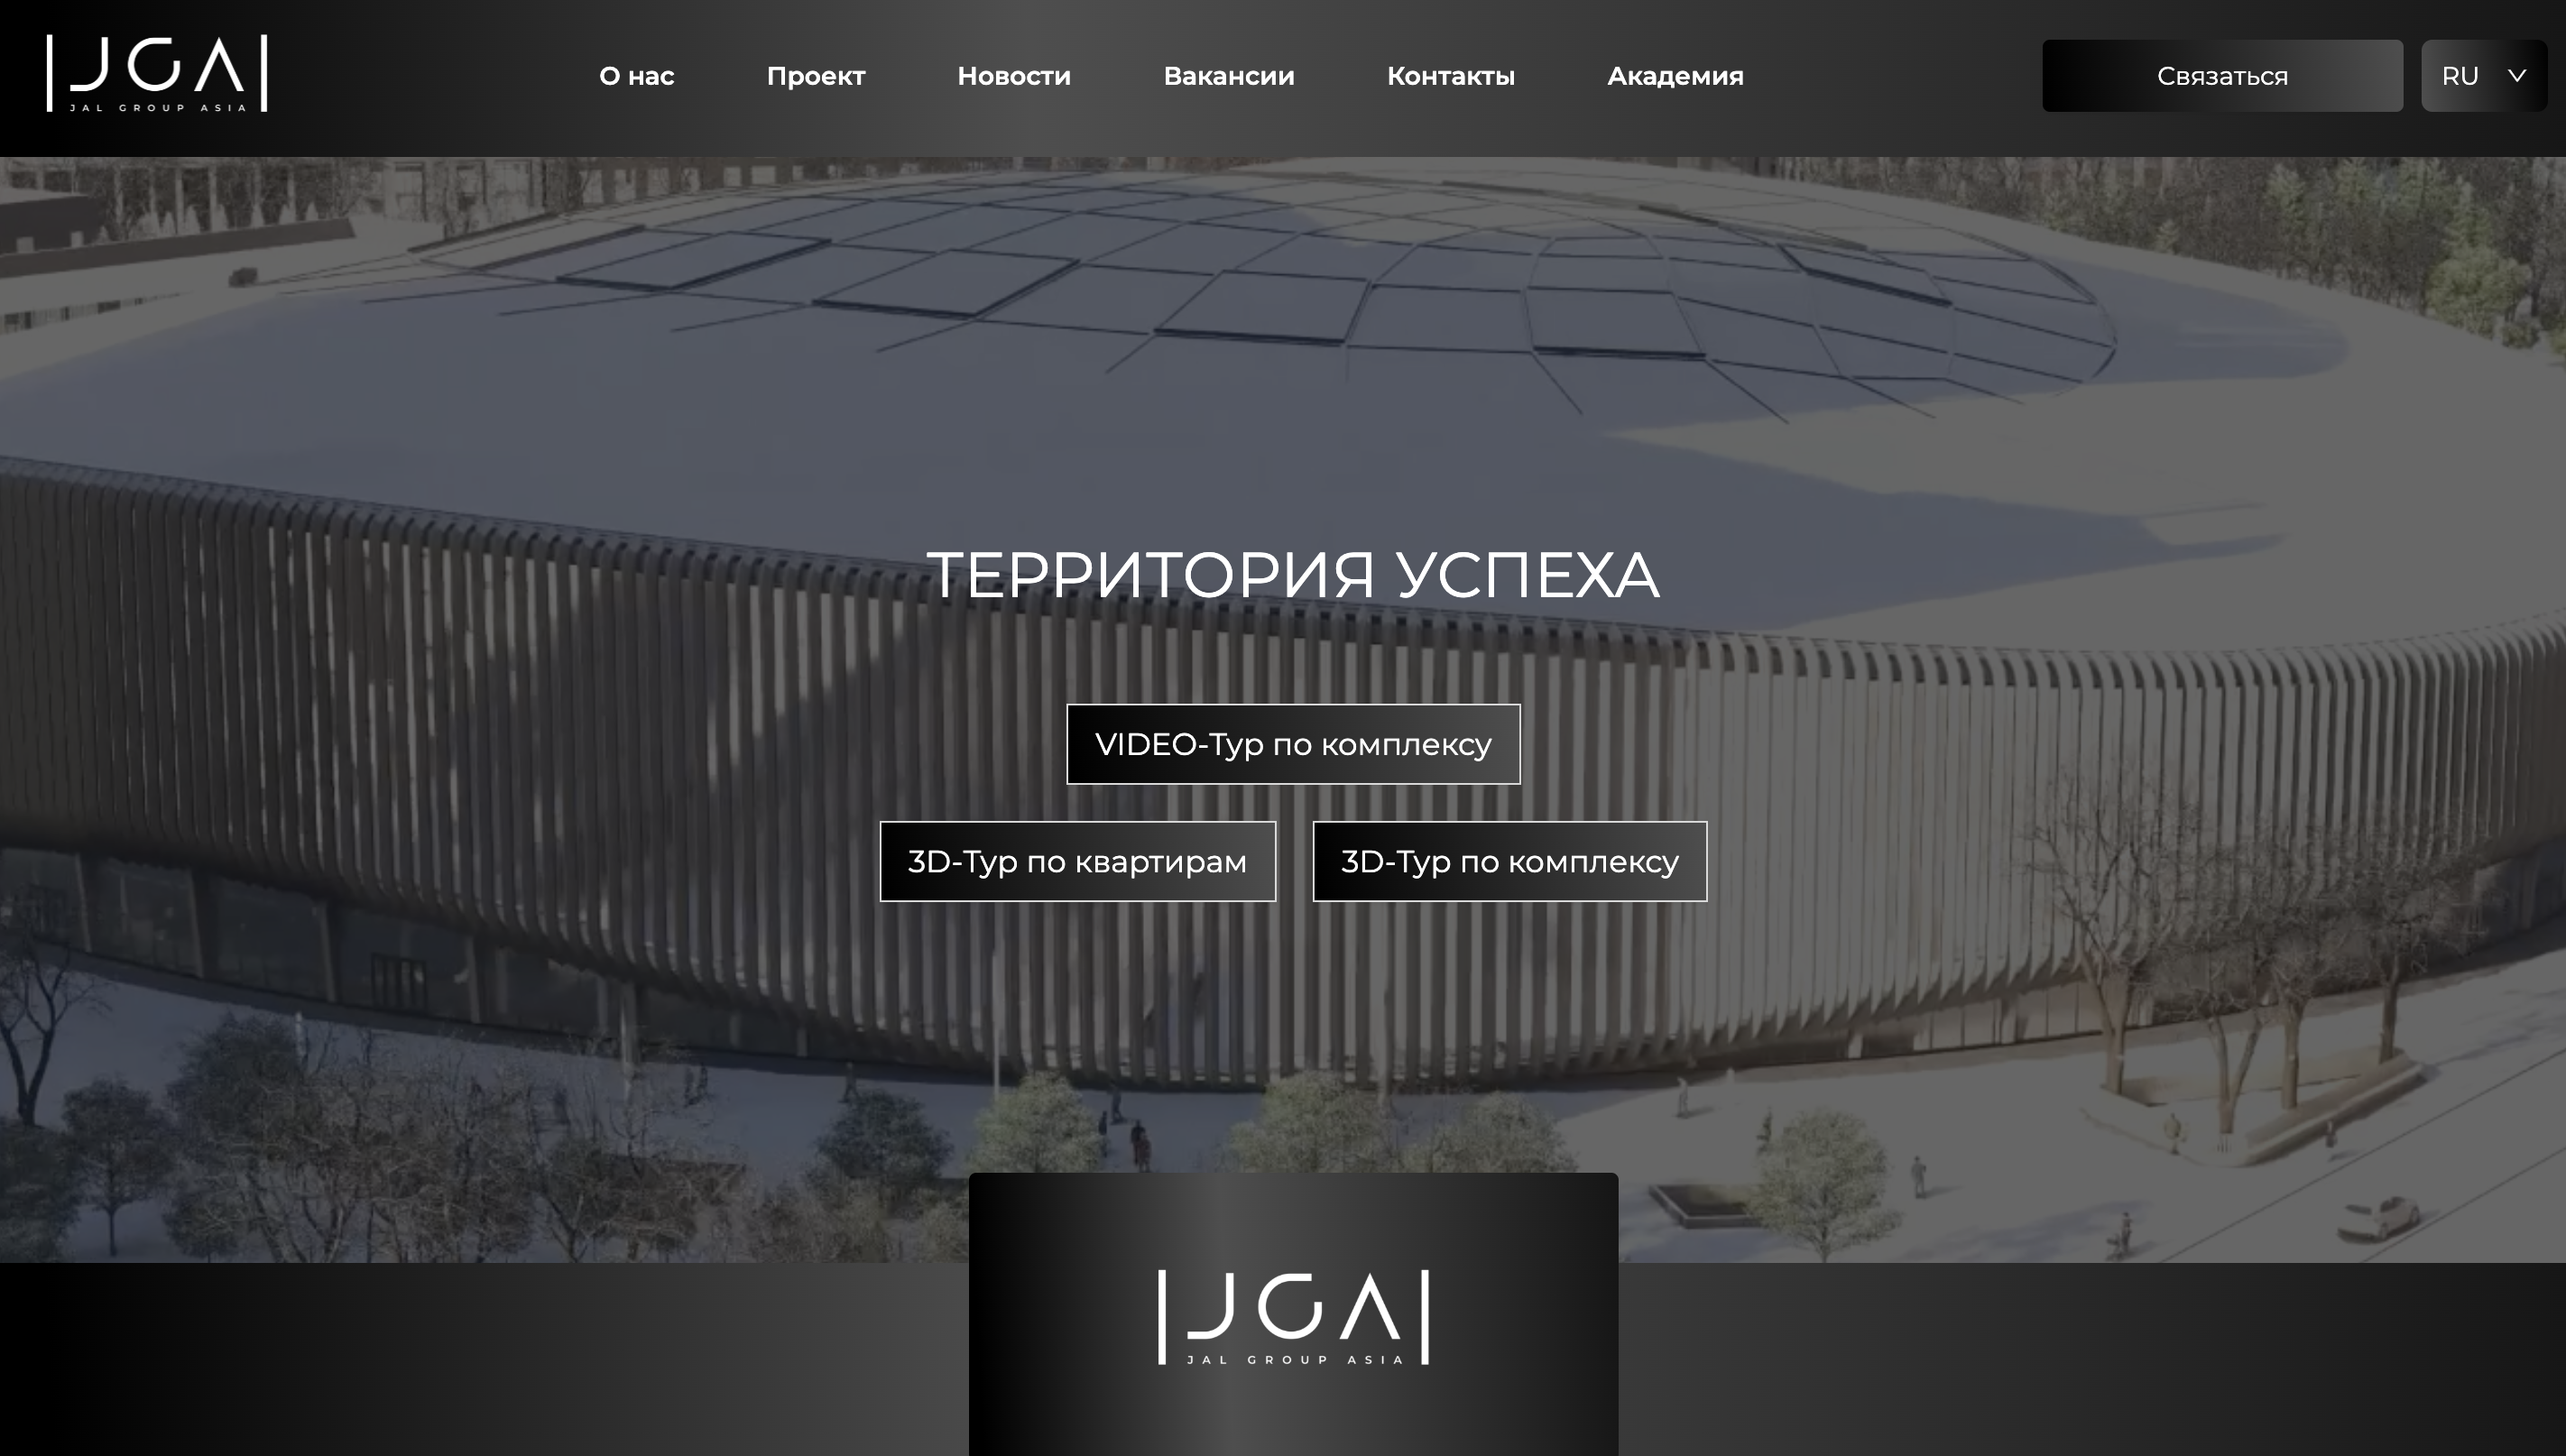 JGA
JAL GROUP ASIA
О нас
Проект
Новости
Вакансии
Контакты
Академия
Связаться
RU
ТЕРРИТОРИЯ УСПЕХА
VIDEO-Тур по комплексу
3D-Тур по квартирам
3D-Тур по комплексу
JGA
JAL GROUP ASIA